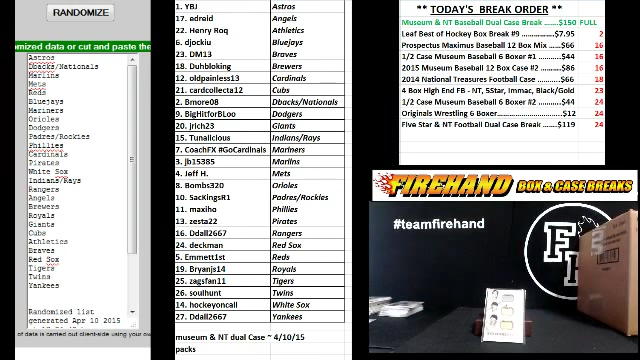 RANDOMIZE
omized data or cut and paste the
Astros
Dbacks/Nationals
Marlins
Mets
Reds
Bluejays
Mariners
Orioles
Dodgers
Padres/Rockies
Phillies
Cardinals
Pirates
White Sox
Indians/Rays
Rangers
Angels
Brewers
Royals
Giants
Cubs
Athletics
Braves
Red Sox
Tigers
Twins
Yankees
Randomized list
generated Apr 10 2015
of data is carried out client-side using your own
1. YBJ Astros
17. edreid Angels
22. Henry Roq Athletics
6. djockiu Bluejays
23. DM13 Braves
18. Duhbloking Brewers
12. oldpainless13 Cardinals
21. cardcollecta12 Cubs
2. Bmore08 Dbacks/Nationals
9. BigHitforBLoo Dodgers
20. jrich23 Giants
15. Tunalicious Indians/Rays
7. CoachFX #GoCardinals Mariners
3. jb15385 Marlins
4. Jeff H. Mets
8. Bombs320 Orioles
10. SacKingsR1 Padres/Rockies
11. maxiho Phillies
13. zesta22 Pirates
16. Ddall2667 Rangers
24. deckman Red Sox
5. Emmett1st Reds
19. Bryanjs14 Royals
25. zagsfan11 Tigers
26. soulhunt Twins
14. hockeyoncall White Sox
27. Ddall2667 Yankees
museum & NT dual Case ~ 4/10/15
packs
** TODAY'S BREAK ORDER **
Museum & NT Baseball Dual Case Break ..$150 FULL
Leaf Best of Hockey Box Break #9 ...............$7.95 2
Prospectus Maximus Baseball 12 Box Mix .....$66 16
1/2 Case Museum Baseball 6 Boxer #1 .........$44 16
2015 Museum Baseball 12 Box Case #2 ........$86 16
2014 National Treasures Football Case .......$66 18
4 Box High END - NT, SStar, Immac, Black/Gold 23
1/2 Case Museum Baseball 6 Boxer #2 ........$44 24
Originals Wrestling 6 Boxer ....................$12 24
Five Star & NT Football Dual Case Break .....$119 24
FIREHAND BOX & CASE BREAKS
#teamfirehand